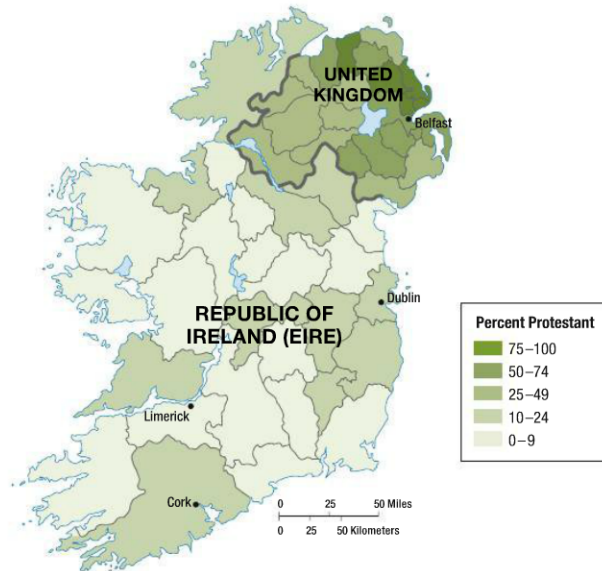 UNITED
KINGDOM
Belfast
Dublin
REPUBLIC OF
IRELAND (EIRE)
Percent Protestant
75–100
50–74
25–49
10–24
0–9
Limerick
Cork
0 25 50 Miles
0 25 50 Kilometers